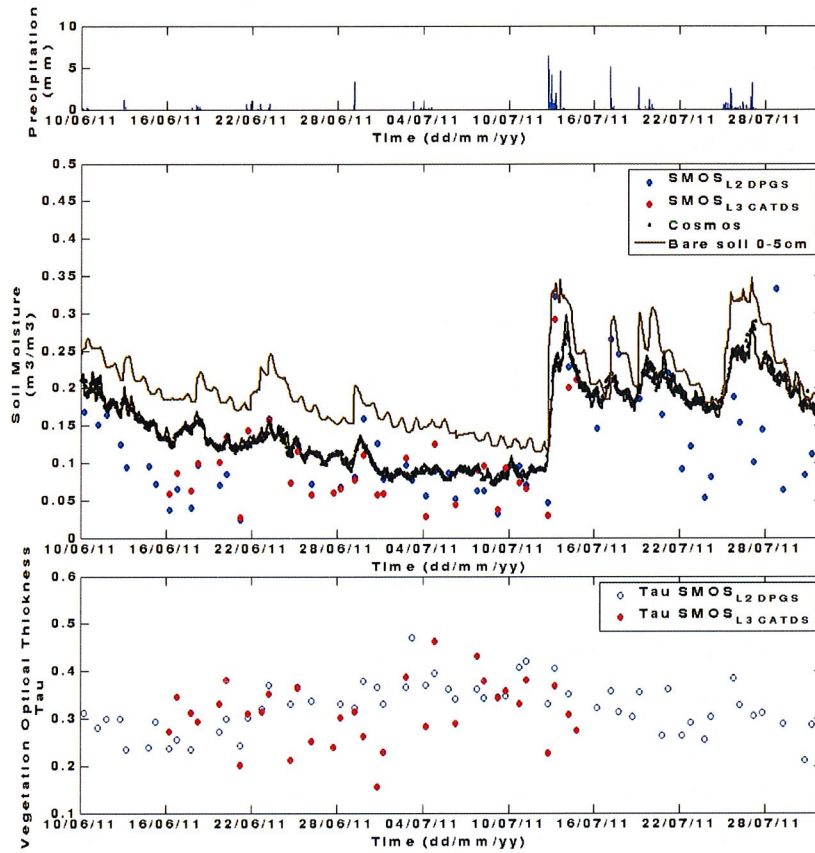 Precipitation
(mm)
10
5
0
10/06/11 16/06/11 22/06/11 28/06/11 04/07/11 10/07/11 16/07/11 22/07/11 28/07/11
Time (dd/mm/yy)
Soil Moisture
(m3/m3)
0.5
0.45
0.4
0.35
0.3
0.25
0.2
0.15
0.1
0.05
0
SMOS L2 DPGS
SMOS L3 CATDS
Cosmos
Bare soil 0-5cm
10/06/11 16/06/11 22/06/11 28/06/11 04/07/11 10/07/11 16/07/11 22/07/11 28/07/11
Time (dd/mm/yy)
Vegetation Optical Thickness
Tau
0.6
0.5
0.4
0.3
0.2
0.1
Tau SMOS L2 DPGS
Tau SMOS L3 CATDS
10/06/11 16/06/11 22/06/11 28/06/11 04/07/11 10/07/11 16/07/11 22/07/11 28/07/11
Time (dd/mm/yy)